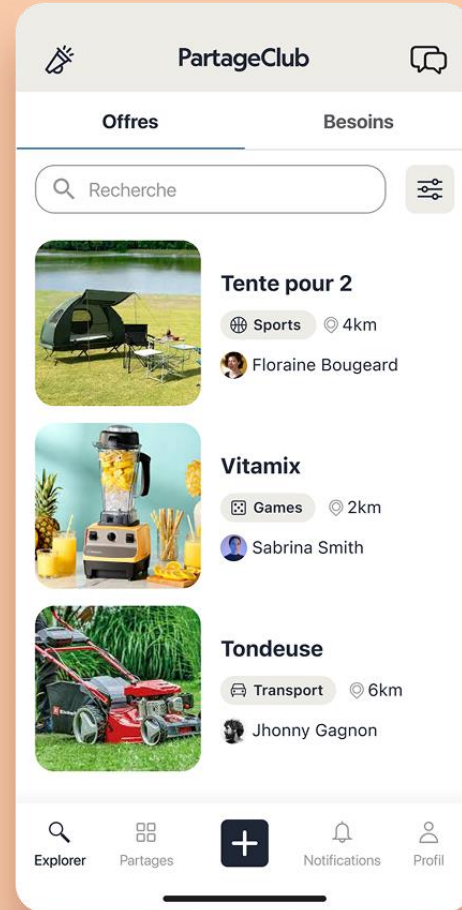 PartageClub
Offres
Besoins
Recherche
Tente pour 2
Sports
4km
Floraine Bougeard
Vitamix
Games
2km
Sabrina Smith
Tondeuse
Transport
6km
Jhonny Gagnon
Explorer
Partages
Notifications
Profil